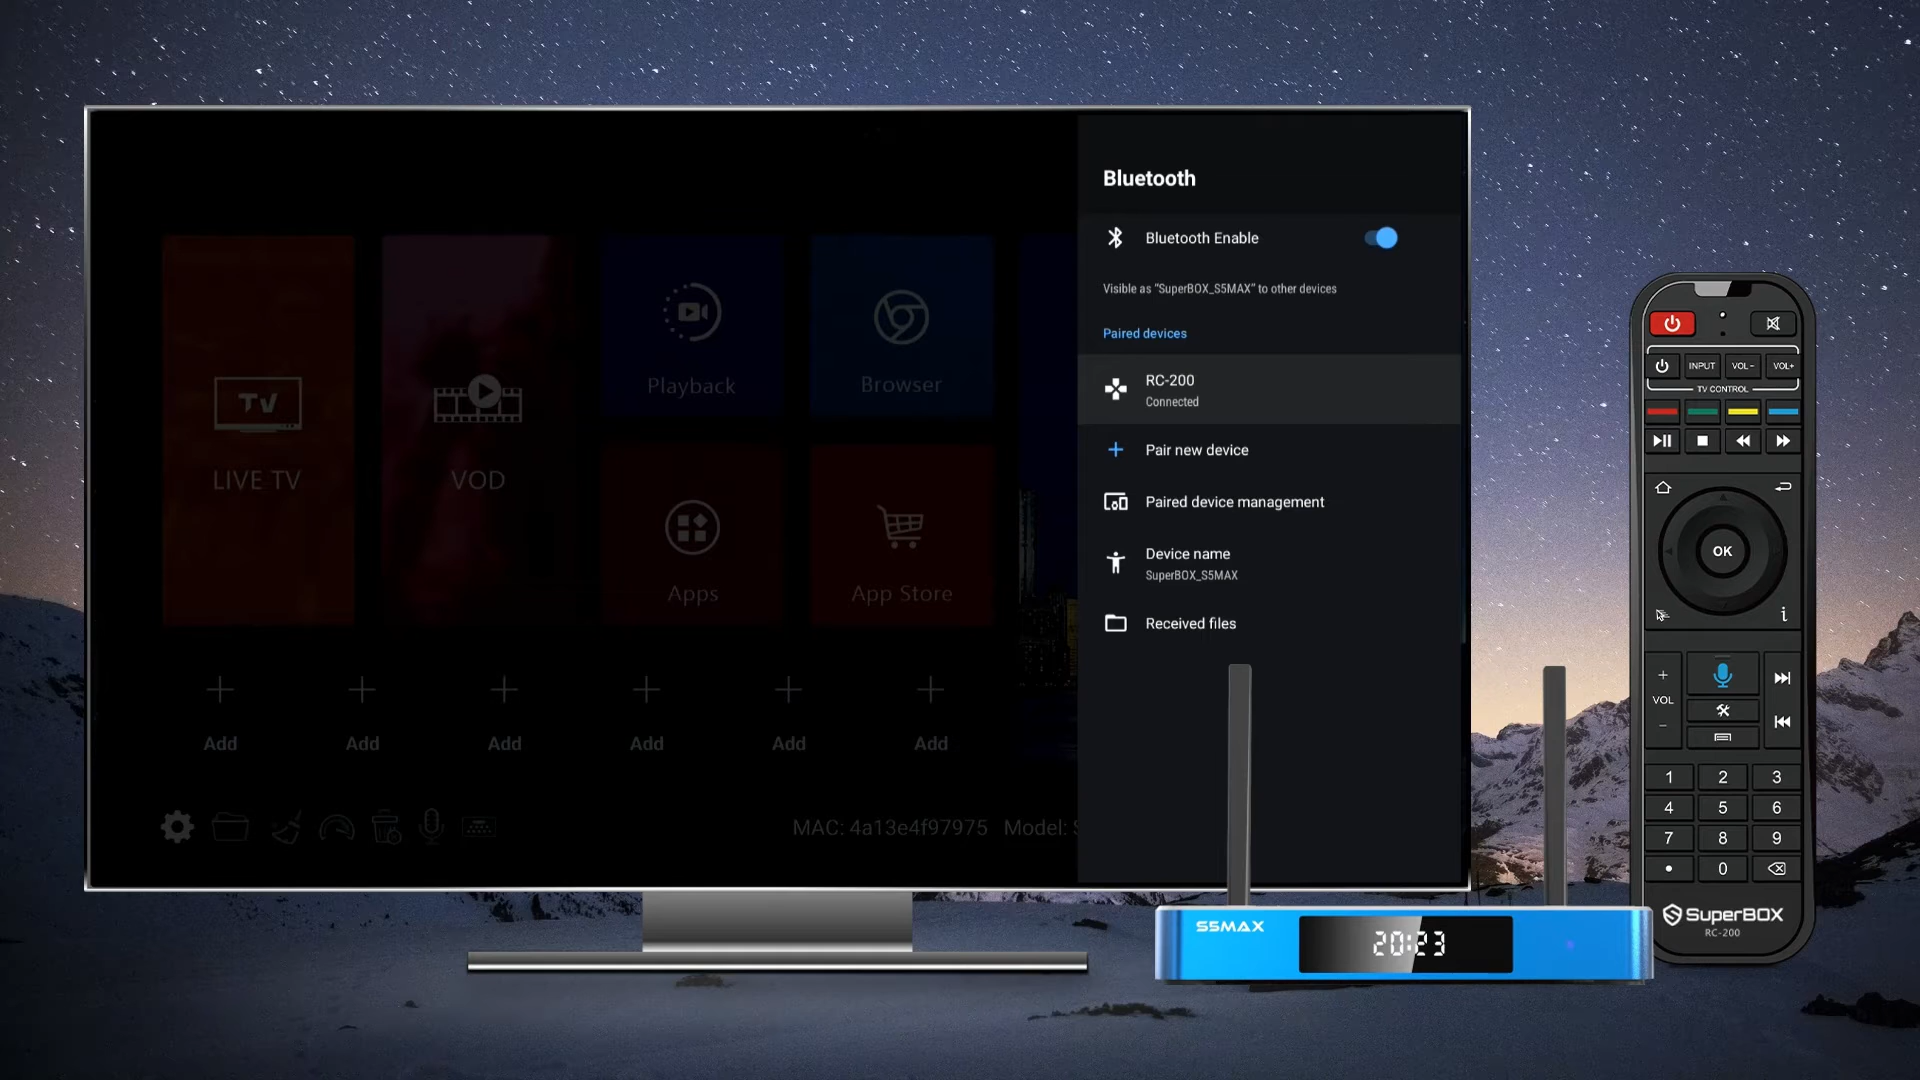 Bluetooth
Bluetooth Enable
Visible as "SuperBOX_S5MAX" to other devices
Paired devices
RC-200
Connected
Pair new device
Paired device management
Device name
SuperBOX_S5MAX
Received files
TV
LIVE TV
VOD
Playback
Browser
Apps
App Store
Add
Add
Add
Add
Add
Add
MAC: 4a13e4f97975 Model:
S5MAX
20:23
INPUT
VOL-
VOL+
TV CONTROL
OK
i
+
VOL
-
1 2 3
4 5 6
7 8 9
• 0
SuperBOX
RC-200